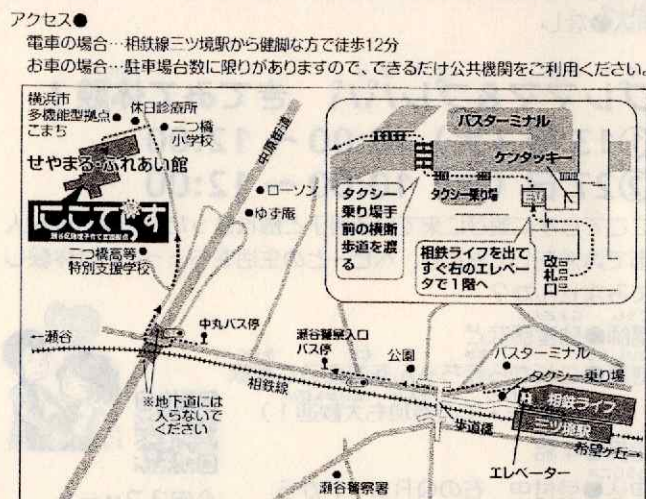 アクセス●
電車の場合…相鉄線三ツ境駅から健脚な方で徒歩12分
お車の場合…駐車場台数に限りがありますので、できるだけ公共機関をご利用ください。
横浜市
多機能型拠点
こまち
休日診療所
二つ橋
小学校
せやまる・ふれあい館
にこてらす
瀬谷区地域子育て支援拠点
二つ橋高等
特別支援学校
中原街道
ローソン
ゆず庵
バスターミナル
ケンタッキー
タクシー乗り場
タクシー
乗り場手
前の横断
歩道を渡
る
相鉄ライフを出て
すぐ右のエレベー
タで1階へ
改札口
←瀬谷
中丸バス停
瀬谷警察入口
バス停
公園
バスターミナル
タクシー乗り場
相鉄線
※地下道には
入らないで
ください
相鉄ライフ
三ツ境駅
歩道橋
希望ヶ丘→
エレベーター
瀬谷警察署